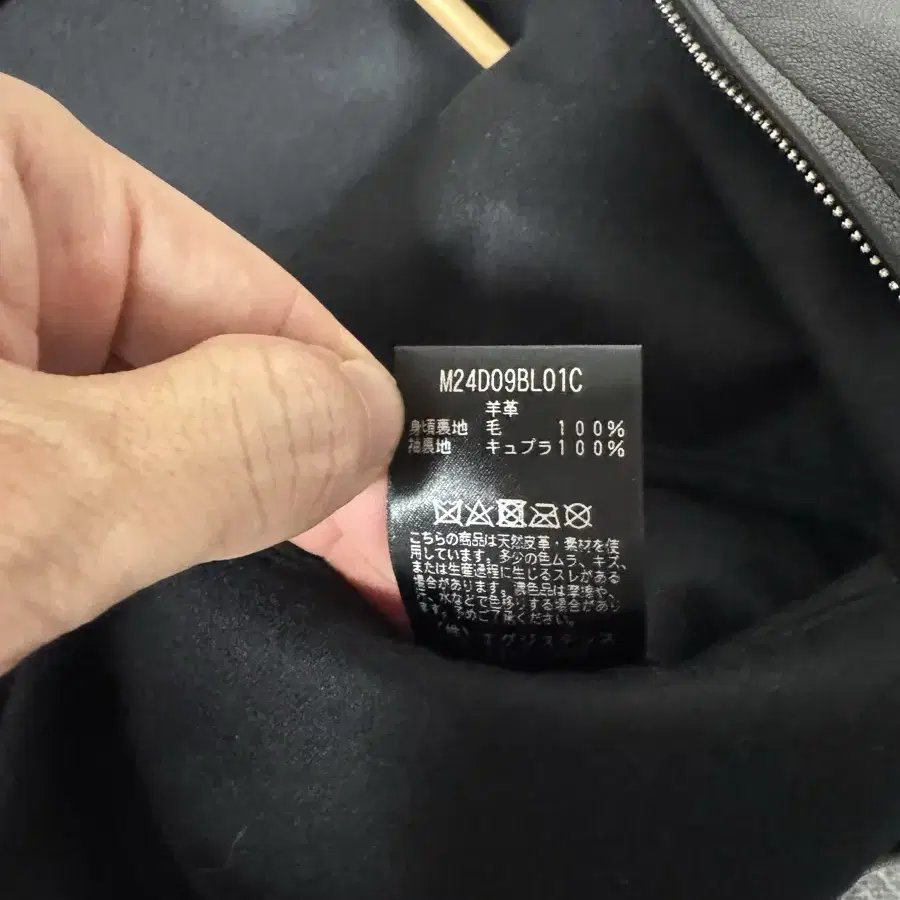 M24D09BL01C
羊革
身頃裏地 毛 100%
袖裏地 キュプラ100%
こちらの商品は天然皮革・素材を使
用しています。多少の色ムラ、キズ、
または生産過程に生じるスレがある
場合があります。濃色品は摩擦や、
汗、水などで色移りする場合があり
ます。予めご了承ください。